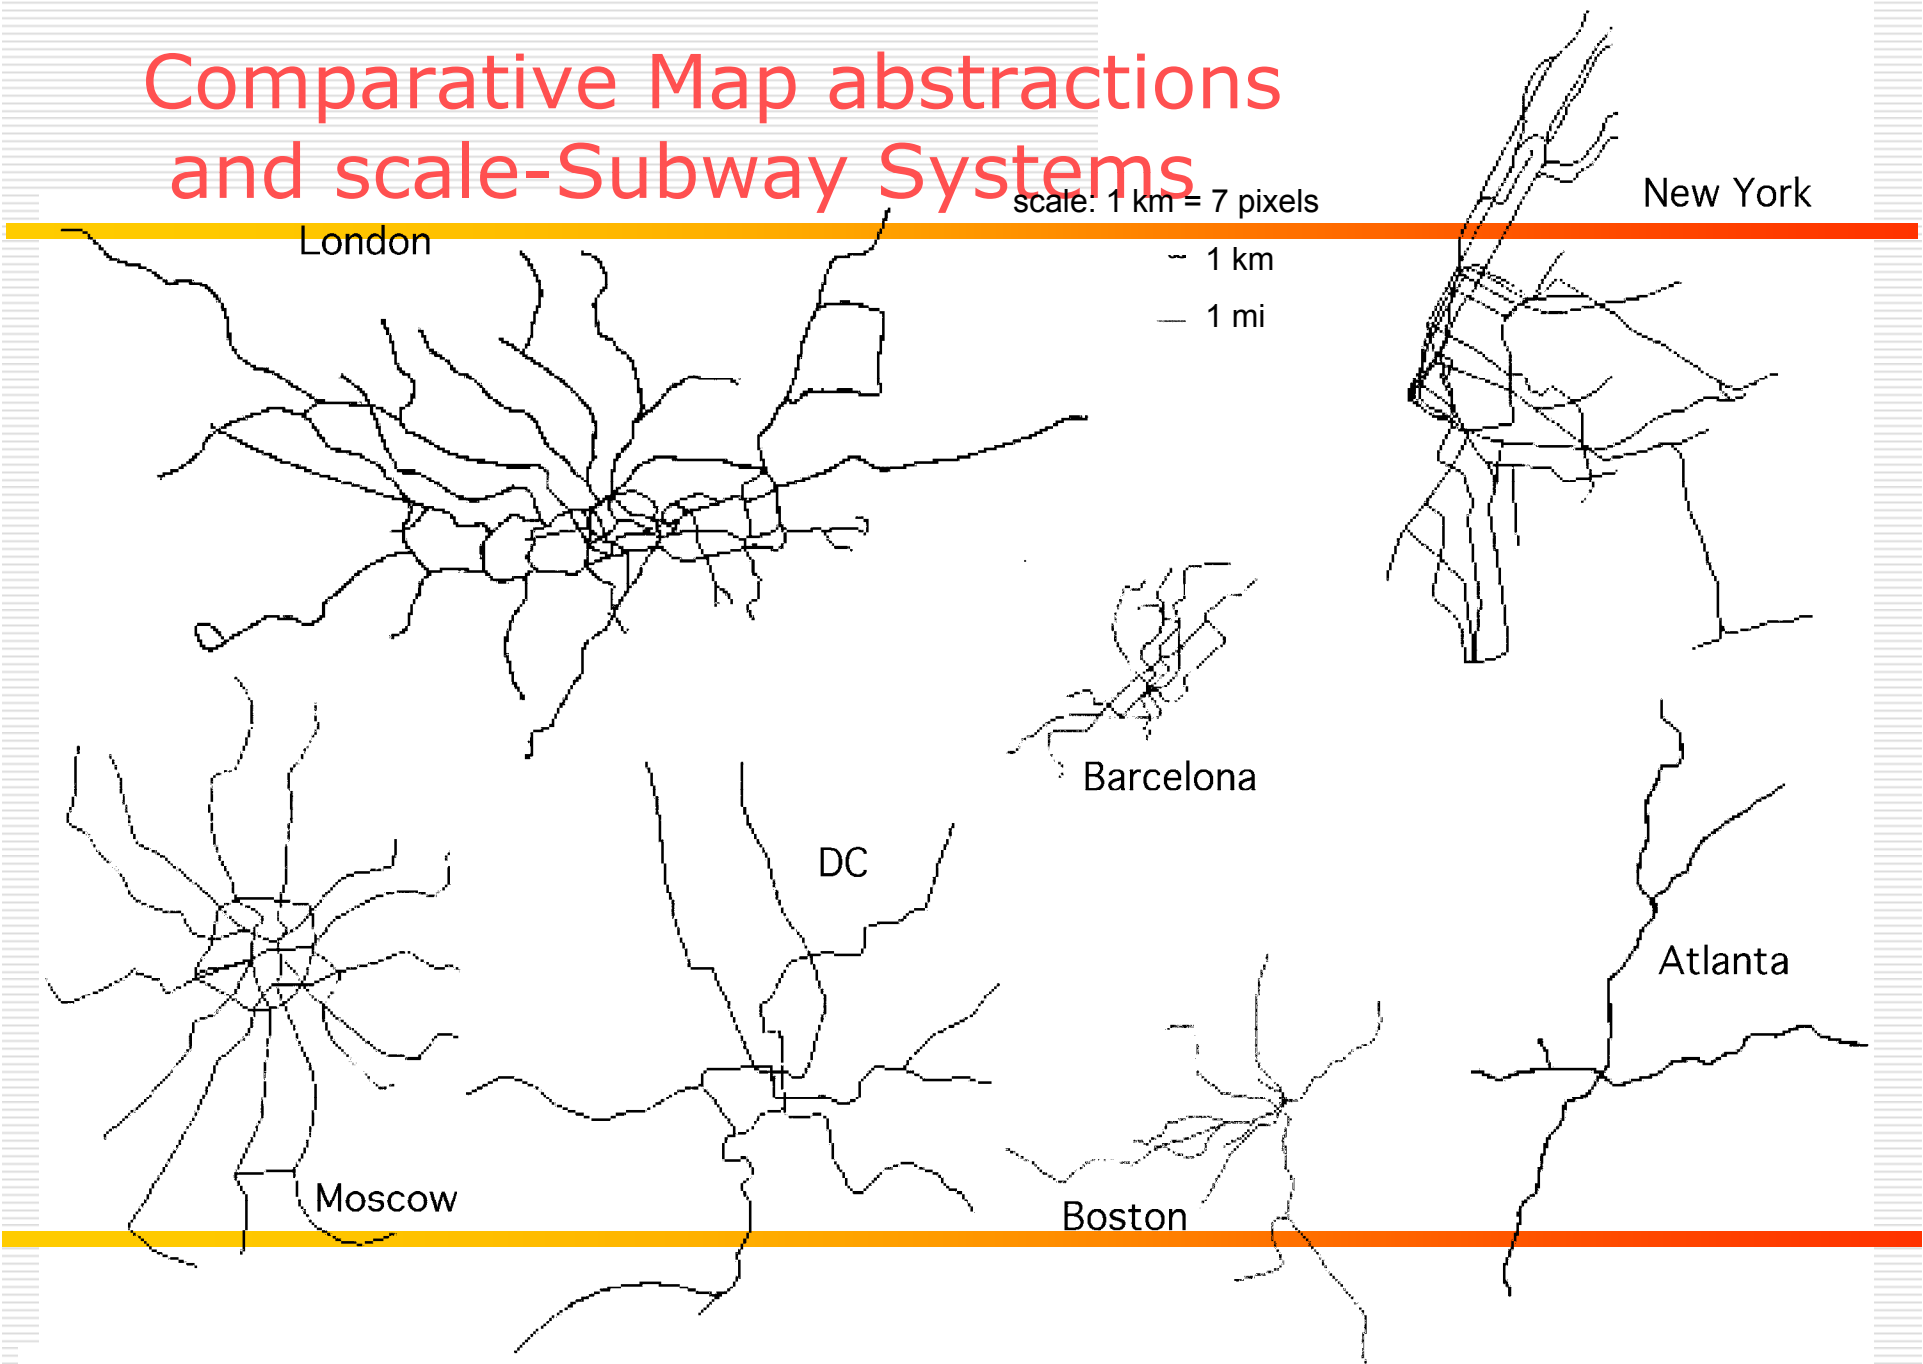 Comparative Map abstractions
and scale-Subway Systems
scale: 1 km = 7 pixels
New York
London
1 km
1 mi
Barcelona
DC
Atlanta
Moscow
Boston